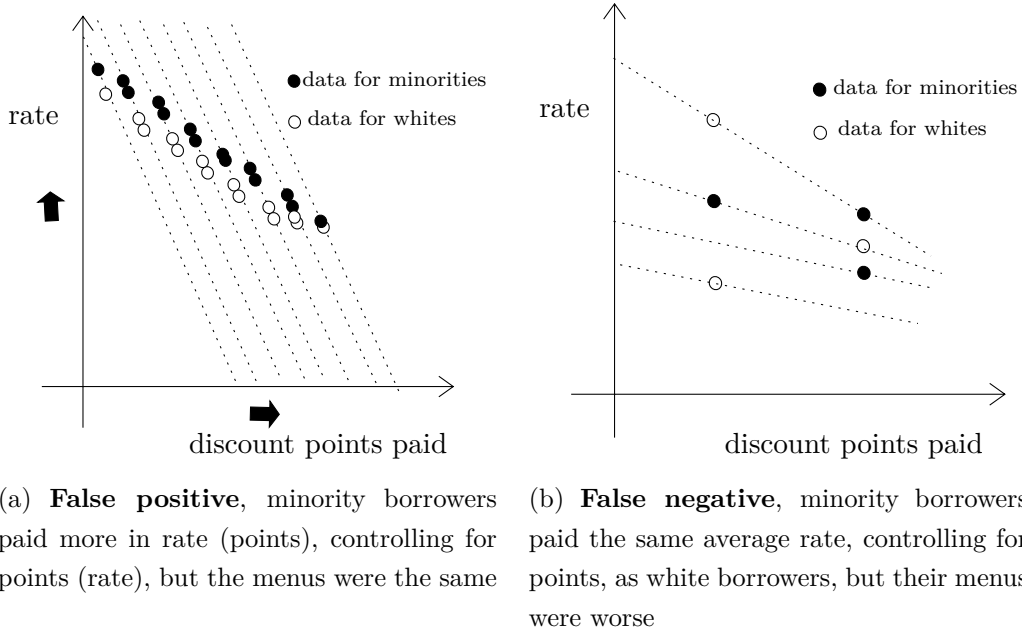 rate
data for minorities
data for whites
discount points paid
(a) False positive, minority borrowers
paid more in rate (points), controlling for
points (rate), but the menus were the same
rate
data for minorities
data for whites
discount points paid
(b) False negative, minority borrowers
paid the same average rate, controlling for
points, as white borrowers, but their menus
were worse